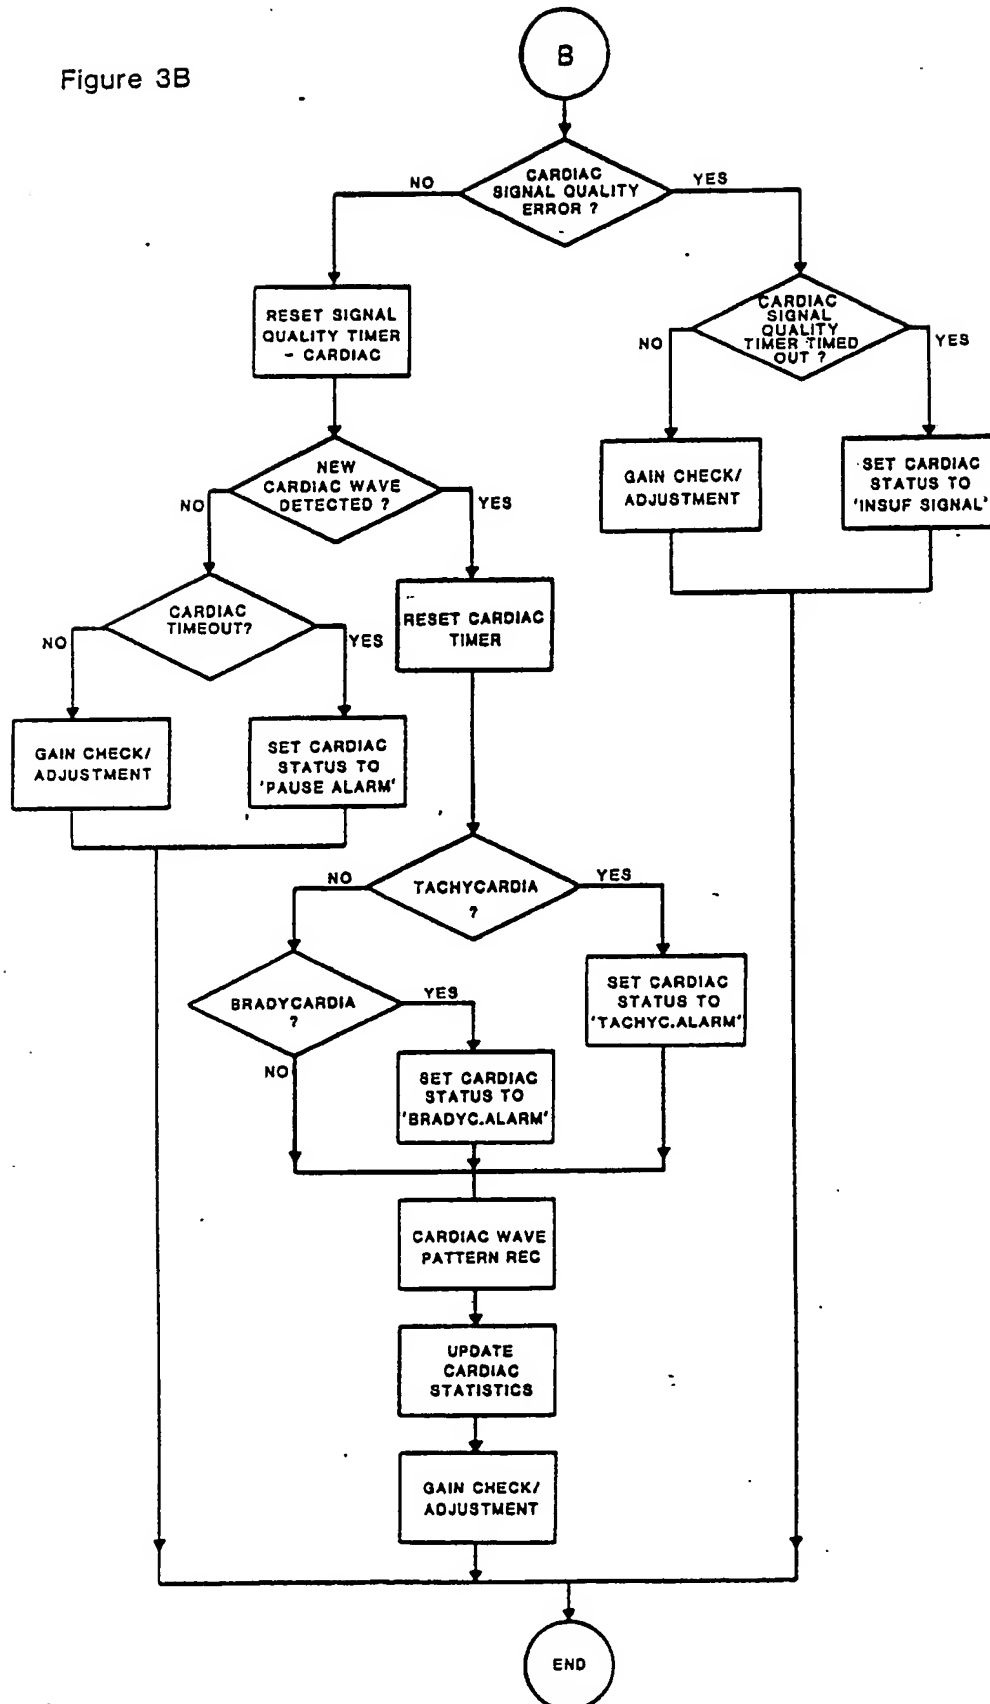 Figure 3B
B
CARDIAC
SIGNAL QUALITY
ERROR ?
NO
YES
RESET SIGNAL
QUALITY TIMER
- CARDIAC
CARDIAC
SIGNAL
QUALITY
TIMER TIMED
OUT ?
NO
YES
GAIN CHECK/
ADJUSTMENT
SET CARDIAC
STATUS TO
'INSUF SIGNAL'
NEW
CARDIAC WAVE
DETECTED ?
NO
YES
CARDIAC
TIMEOUT?
NO
YES
RESET CARDIAC
TIMER
GAIN CHECK/
ADJUSTMENT
SET CARDIAC
STATUS TO
'PAUSE ALARM'
TACHYCARDIA
?
NO
YES
BRADYCARDIA
?
YES
NO
SET CARDIAC
STATUS TO
'TACHYC.ALARM'
SET CARDIAC
STATUS TO
'BRADYC.ALARM'
CARDIAC WAVE
PATTERN REC
UPDATE
CARDIAC
STATISTICS
GAIN CHECK/
ADJUSTMENT
END